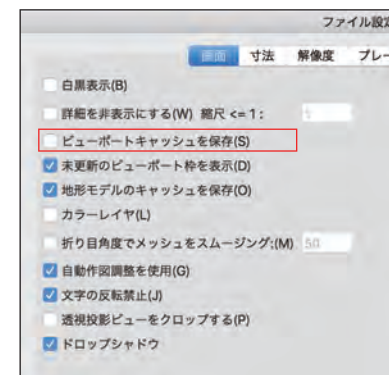 ファイル設定
画面 寸法 解像度 プレー
白黒表示(B)
詳細を非表示にする(W) 縮尺 <= 1 : 1
ビューポートキャッシュを保存(S)
未更新のビューポート枠を表示(D)
地形モデルのキャッシュを保存(O)
カラーレイヤ(L)
折り目角度でメッシュをスムージング:(M) 50
自動作図調整を使用(G)
文字の反転禁止(J)
透視投影ビューをクロップする(P)
ドロップシャドウ